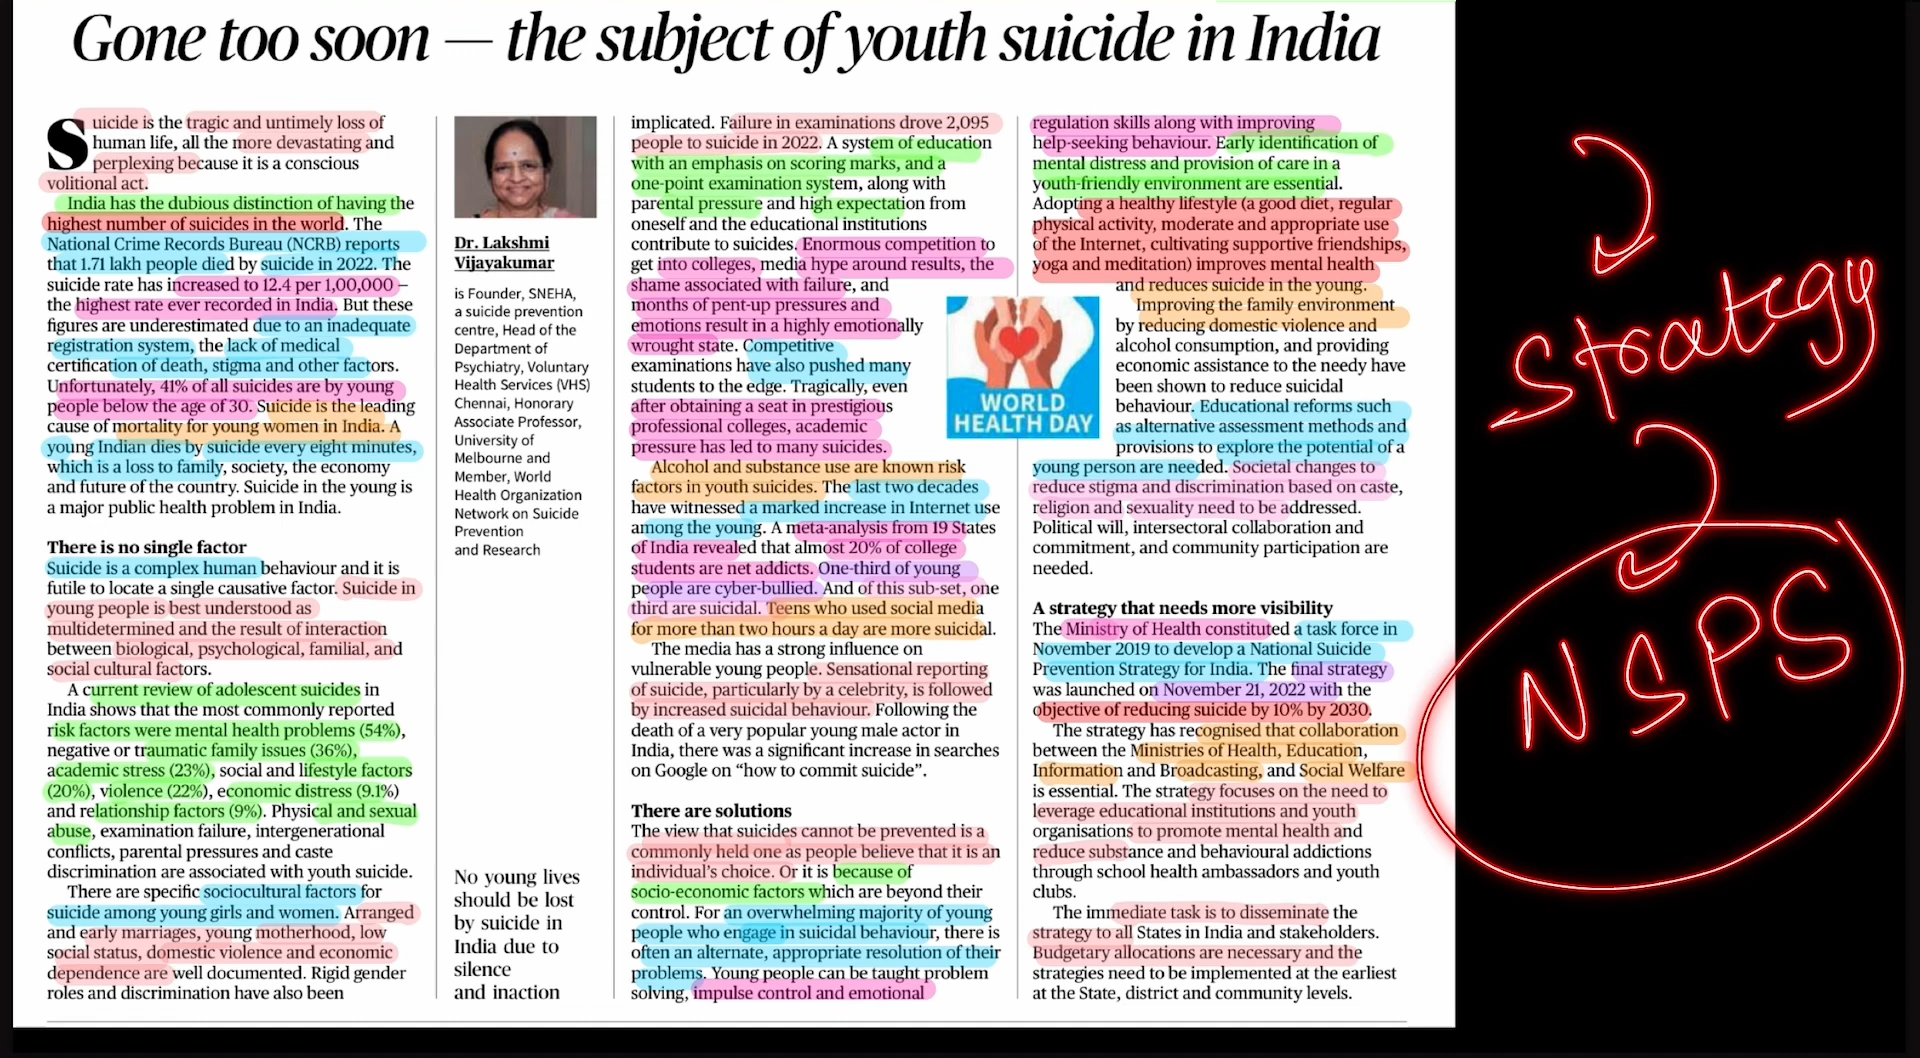 Gone too soon — the subject of youth suicide in India
Suicide is the tragic and untimely loss of
human life, all the more devastating and
perplexing because it is a conscious
volitional act.
India has the dubious distinction of having the
highest number of suicides in the world. The
National Crime Records Bureau (NCRB) reports
that 1.71 lakh people died by suicide in 2022. The
suicide rate has increased to 12.4 per 1,00,000 –
the highest rate ever recorded in India. But these
figures are underestimated due to an inadequate
registration system, the lack of medical
certification of death, stigma and other factors.
Unfortunately, 41% of all suicides are by young
people below the age of 30. Suicide is the leading
cause of mortality for young women in India. A
young Indian dies by suicide every eight minutes,
which is a loss to family, society, the economy
and future of the country. Suicide in the young is
a major public health problem in India.
There is no single factor
Suicide is a complex human behaviour and it is
futile to locate a single causative factor. Suicide in
young people is best understood as
multidetermined and the result of interaction
between biological, psychological, familial, and
social cultural factors.
A current review of adolescent suicides in
India shows that the most commonly reported
risk factors were mental health problems (54%),
negative or traumatic family issues (36%),
academic stress (23%), social and lifestyle factors
(20%), violence (22%), economic distress (9.1%)
and relationship factors (9%). Physical and sexual
abuse, examination failure, intergenerational
conflicts, parental pressures and caste
discrimination are associated with youth suicide.
There are specific sociocultural factors for
suicide among young girls and women. Arranged
and early marriages, young motherhood, low
social status, domestic violence and economic
dependence are well documented. Rigid gender
roles and discrimination have also been
Dr. Lakshmi
Vijayakumar
is Founder, SNEHA,
a suicide prevention
centre, Head of the
Department of
Psychiatry, Voluntary
Health Services (VHS)
Chennai, Honorary
Associate Professor,
University of
Melbourne and
Member, World
Health Organization
Network on Suicide
Prevention
and Research
No young lives
should be lost
by suicide in
India due to
silence
and inaction
implicated. Failure in examinations drove 2,095
people to suicide in 2022. A system of education
with an emphasis on scoring marks, and a
one-point examination system, along with
parental pressure and high expectation from
oneself and the educational institutions
contribute to suicides. Enormous competition to
get into colleges, media hype around results, the
shame associated with failure, and
months of pent-up pressures and
emotions result in a highly emotionally
wrought state. Competitive
examinations have also pushed many
students to the edge. Tragically, even
after obtaining a seat in prestigious
professional colleges, academic
pressure has led to many suicides.
Alcohol and substance use are known risk
factors in youth suicides. The last two decades
have witnessed a marked increase in Internet use
among the young. A meta-analysis from 19 States
of India revealed that almost 20% of college
students are net addicts. One-third of young
people are cyber-bullied. And of this sub-set, one
third are suicidal. Teens who used social media
for more than two hours a day are more suicidal.
The media has a strong influence on
vulnerable young people. Sensational reporting
of suicide, particularly by a celebrity, is followed
by increased suicidal behaviour. Following the
death of a very popular young male actor in
India, there was a significant increase in searches
on Google on “how to commit suicide”.
There are solutions
The view that suicides cannot be prevented is a
commonly held one as people believe that it is an
individual’s choice. Or it is because of
socio-economic factors which are beyond their
control. For an overwhelming majority of young
people who engage in suicidal behaviour, there is
often an alternate, appropriate resolution of their
problems. Young people can be taught problem
solving, impulse control and emotional
WORLD
HEALTH DAY
regulation skills along with improving
help-seeking behaviour. Early identification of
mental distress and provision of care in a
youth-friendly environment are essential.
Adopting a healthy lifestyle (a good diet, regular
physical activity, moderate and appropriate use
of the Internet, cultivating supportive friendships,
yoga and meditation) improves mental health
and reduces suicide in the young.
Improving the family environment
by reducing domestic violence and
alcohol consumption, and providing
economic assistance to the needy have
been shown to reduce suicidal
behaviour. Educational reforms such
as alternative assessment methods and
provisions to explore the potential of a
young person are needed. Societal changes to
reduce stigma and discrimination based on caste,
religion and sexuality need to be addressed.
Political will, intersectoral collaboration and
commitment, and community participation are
needed.
A strategy that needs more visibility
The Ministry of Health constituted a task force in
November 2019 to develop a National Suicide
Prevention Strategy for India. The final strategy
was launched on November 21, 2022 with the
objective of reducing suicide by 10% by 2030.
The strategy has recognised that collaboration
between the Ministries of Health, Education,
Information and Broadcasting, and Social Welfare
is essential. The strategy focuses on the need to
leverage educational institutions and youth
organisations to promote mental health and
reduce substance and behavioural addictions
through school health ambassadors and youth
clubs.
The immediate task is to disseminate the
strategy to all States in India and stakeholders.
Budgetary allocations are necessary and the
strategies need to be implemented at the earliest
at the State, district and community levels.
Strategy
NSPS